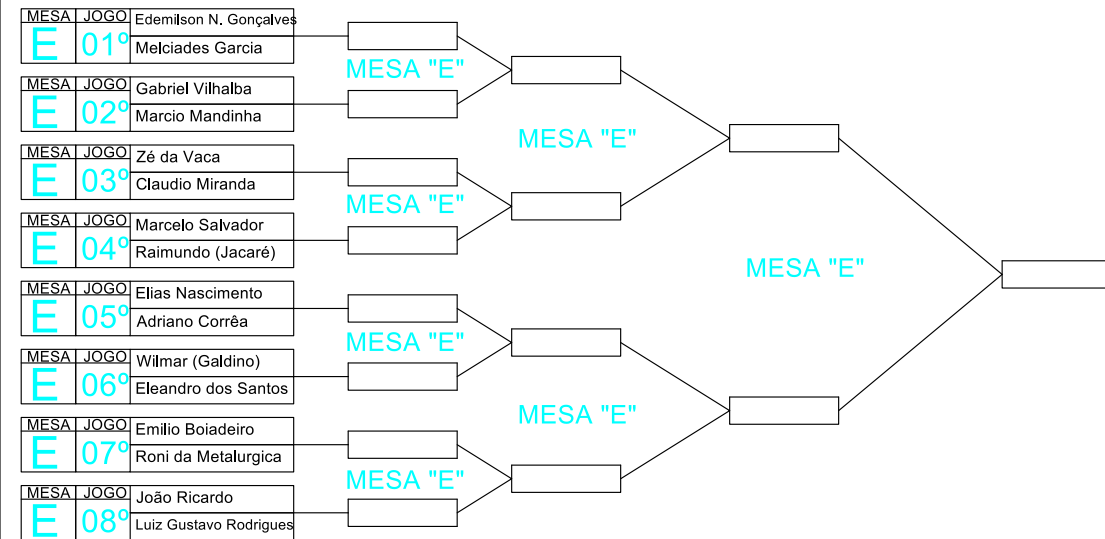 MESA JOGO Edemilson N. Gonçalves
E 01º Melciades Garcia
MESA "E"
MESA JOGO Gabriel Vilhalba
E 02º Marcio Mandinha
MESA "E"
MESA JOGO Zé da Vaca
E 03º Claudio Miranda
MESA "E"
MESA JOGO Marcelo Salvador
E 04º Raimundo (Jacaré)
MESA "E"
MESA JOGO Elias Nascimento
E 05º Adriano Corrêa
MESA "E"
MESA JOGO Wilmar (Galdino)
E 06º Eleandro dos Santos
MESA "E"
MESA JOGO Emilio Boiadeiro
E 07º Roni da Metalurgica
MESA "E"
MESA JOGO João Ricardo
E 08º Luiz Gustavo Rodrigues